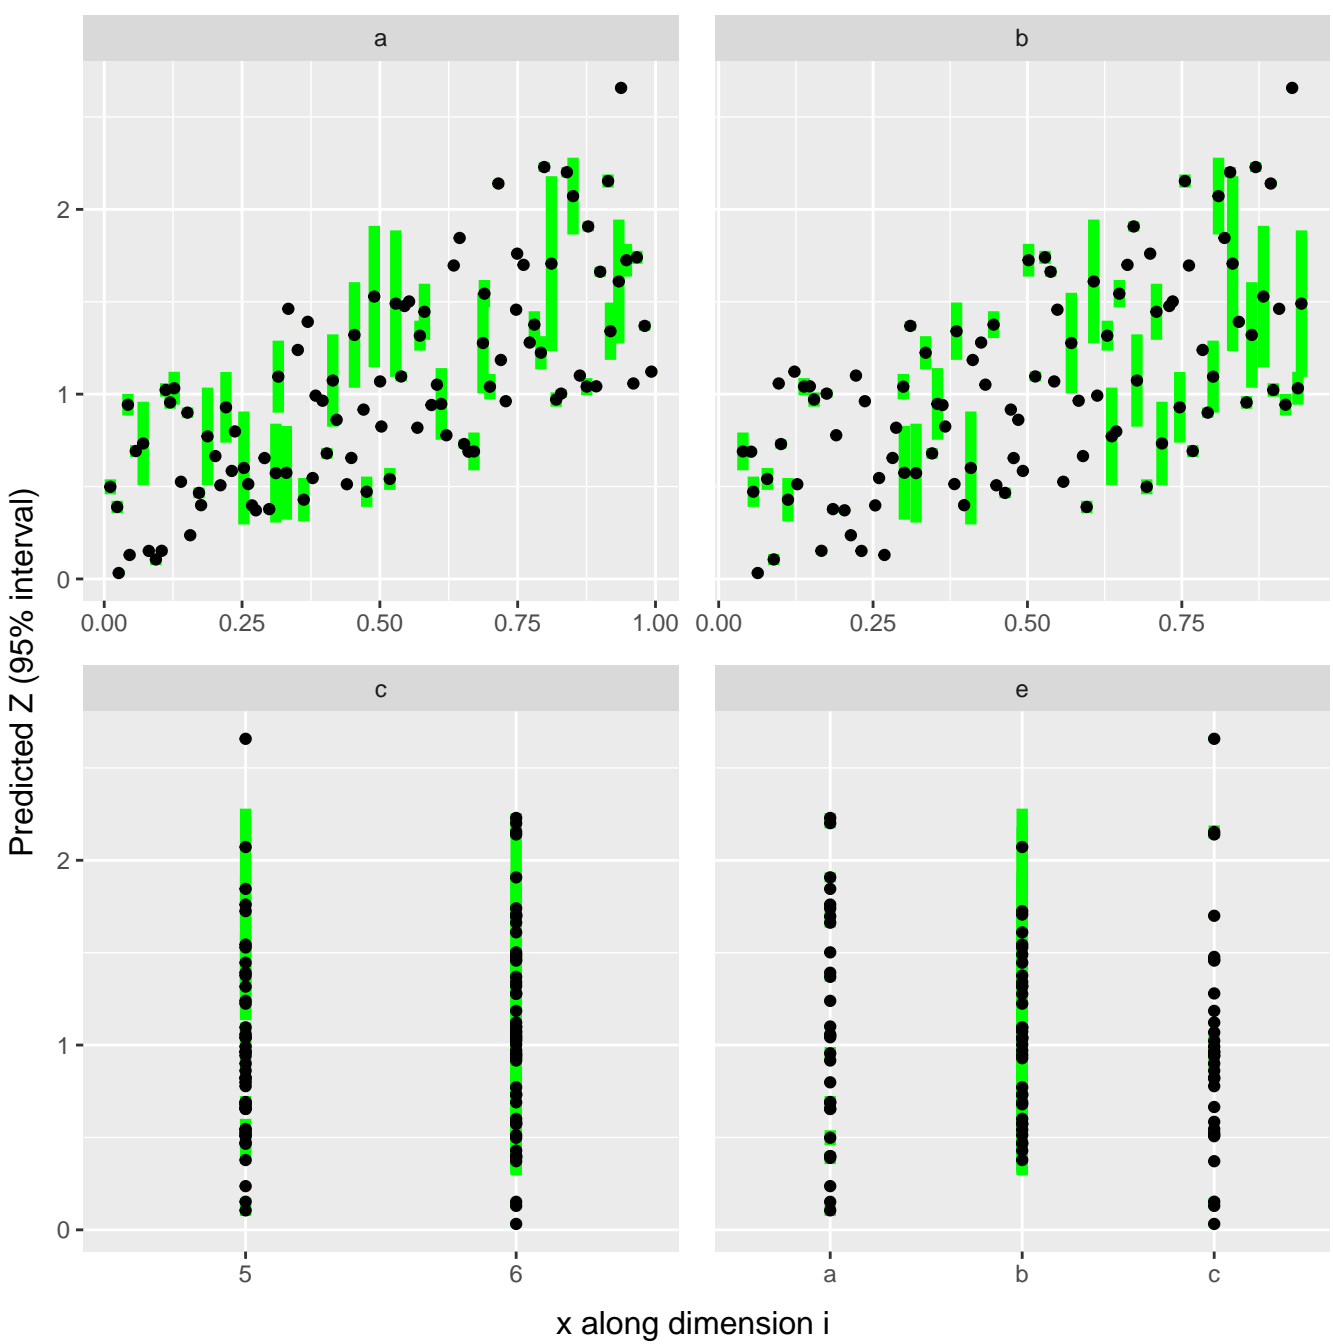 a
b
2
1
0
0.00 0.25 0.50 0.75 1.00
0.00 0.25 0.50 0.75
Predicted Z (95% interval)
c
e
2
1
0
5 6
a b c
x along dimension i